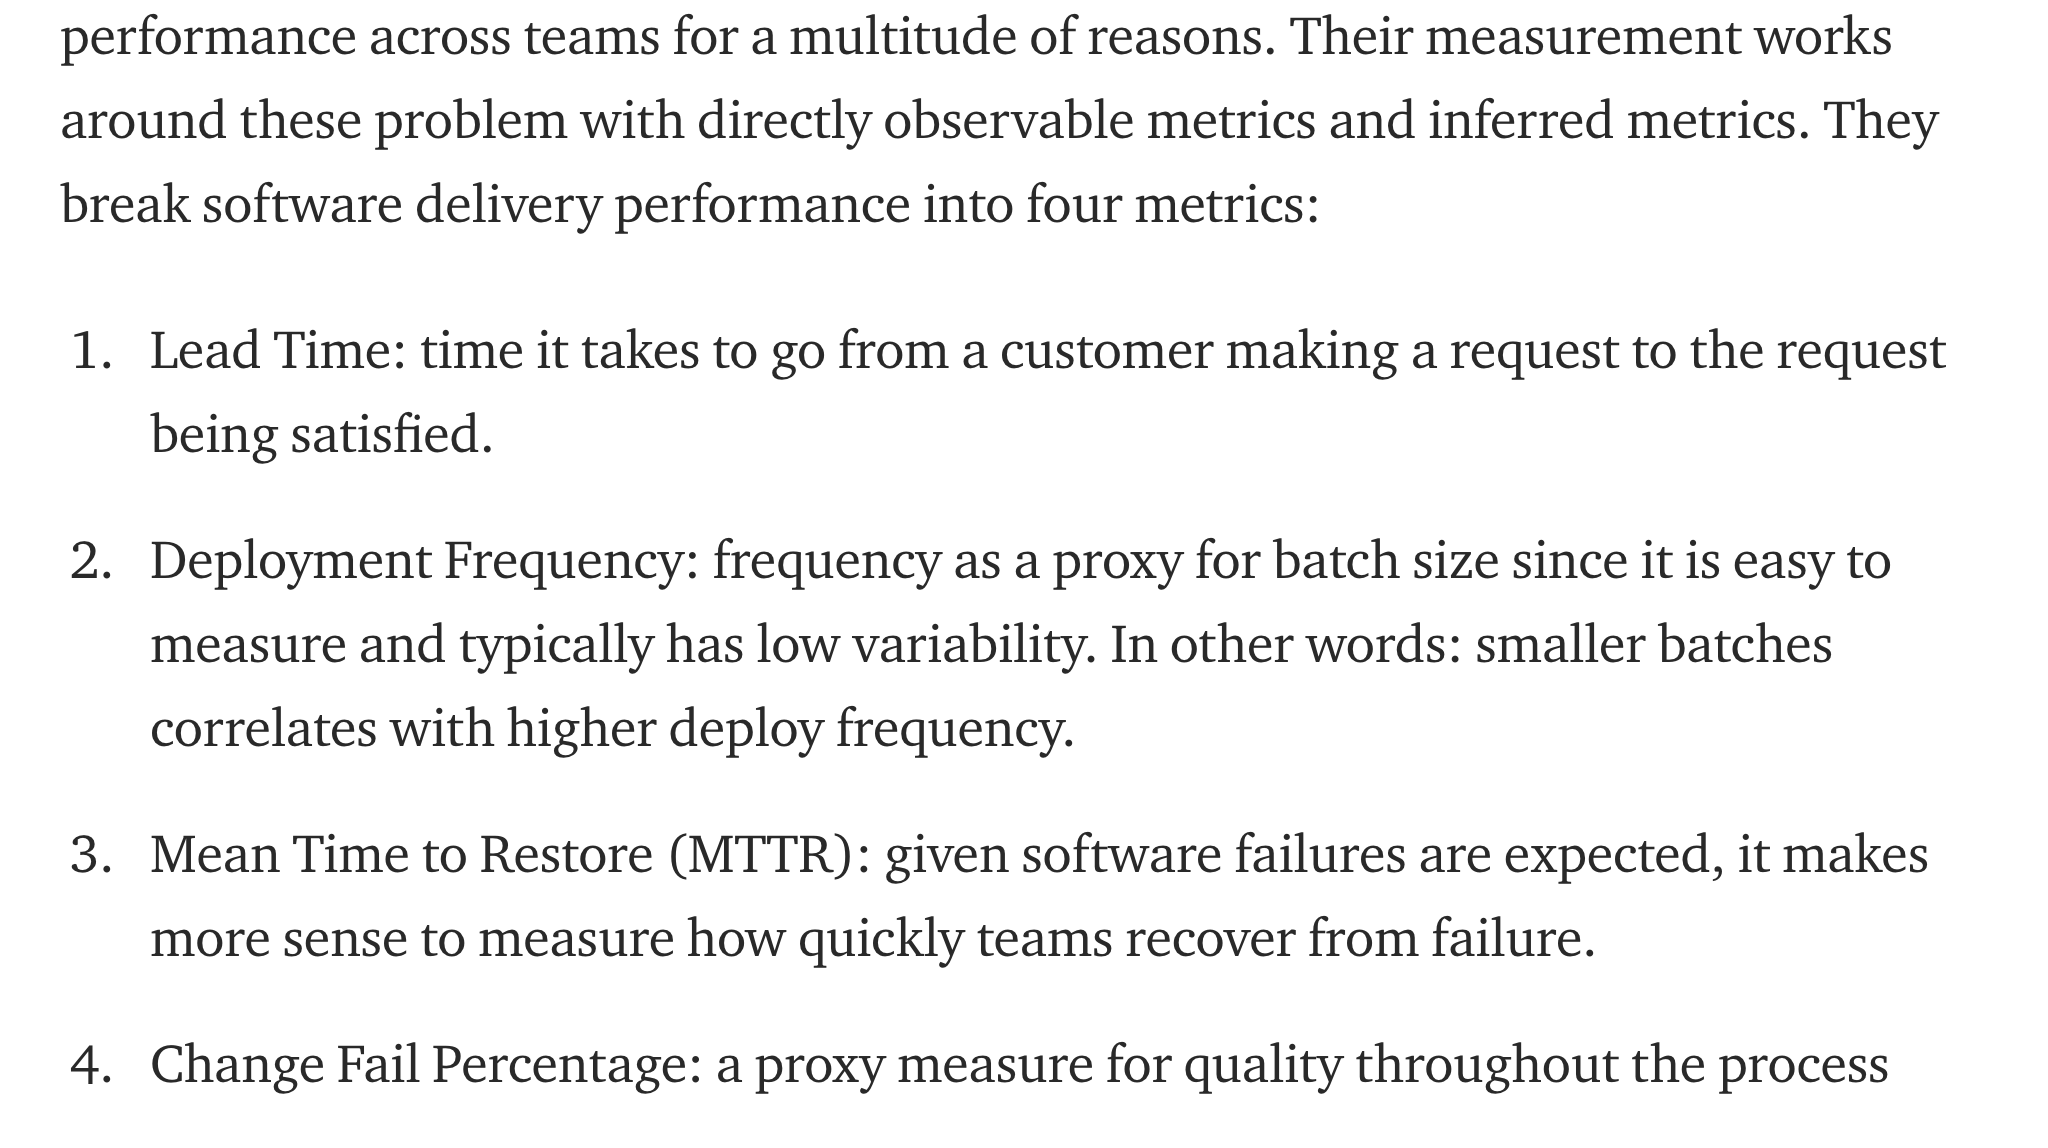 performance across teams for a multitude of reasons. Their measurement works
around these problem with directly observable metrics and inferred metrics. They
break software delivery performance into four metrics:
1. Lead Time: time it takes to go from a customer making a request to the request
being satisfied.
2. Deployment Frequency: frequency as a proxy for batch size since it is easy to
measure and typically has low variability. In other words: smaller batches
correlates with higher deploy frequency.
3. Mean Time to Restore (MTTR): given software failures are expected, it makes
more sense to measure how quickly teams recover from failure.
4. Change Fail Percentage: a proxy measure for quality throughout the process